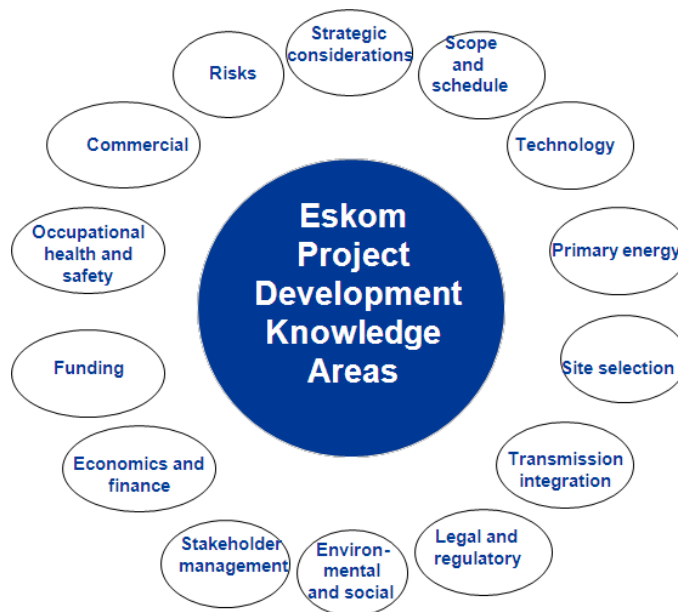 Strategic
considerations
Scope
and
schedule
Technology
Primary energy
Site selection
Transmission
integration
Legal and
regulatory
Environ-
mental
and social
Stakeholder
management
Economics and
finance
Funding
Occupational
health and
safety
Commercial
Risks
Eskom
Project
Development
Knowledge
Areas